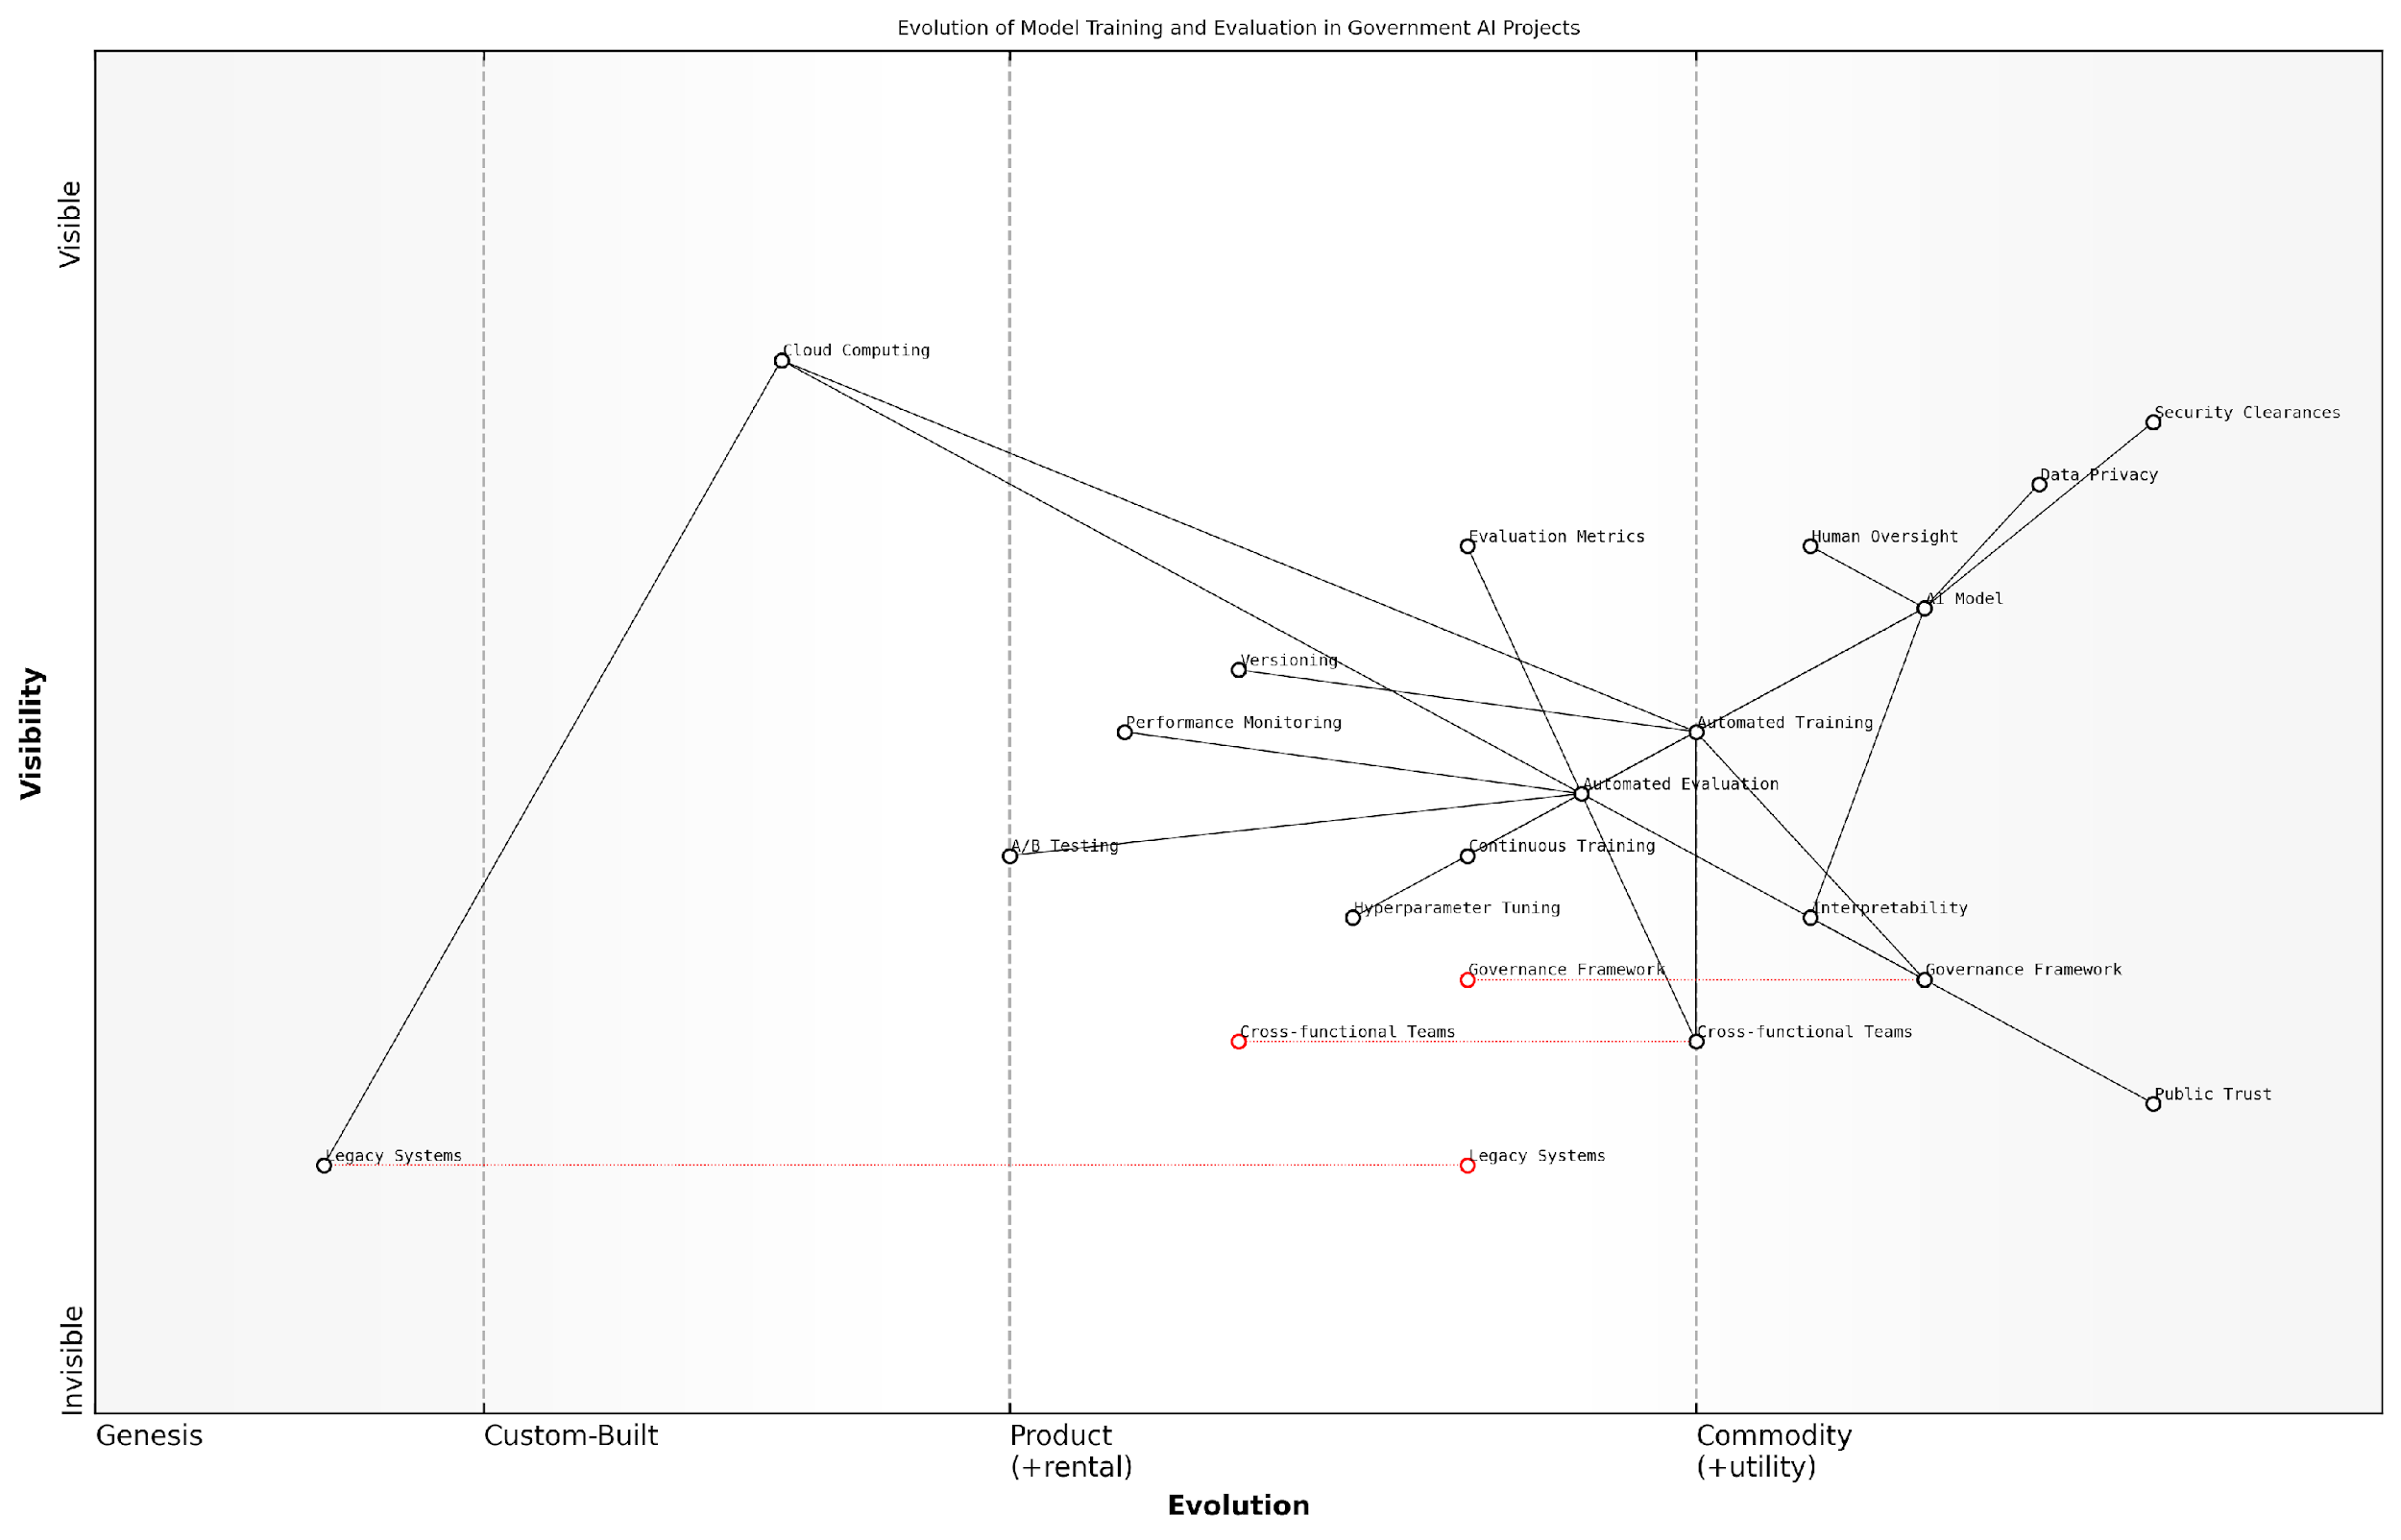 Evolution of Model Training and Evaluation in Government AI Projects
Visible
Cloud Computing
Security Clearances
Data Privacy
Evaluation Metrics
Human Oversight
AI Model
Versioning
Performance Monitoring
Automated Training
Automated Evaluation
A/B Testing
Continuous Training
Hyperparameter Tuning
Interpretability
Governance Framework
Governance Framework
Cross-functional Teams
Cross-functional Teams
Public Trust
Legacy Systems
Legacy Systems
Visibility
Invisible
Genesis
Custom-Built
Product
(+rental)
Commodity
(+utility)
Evolution